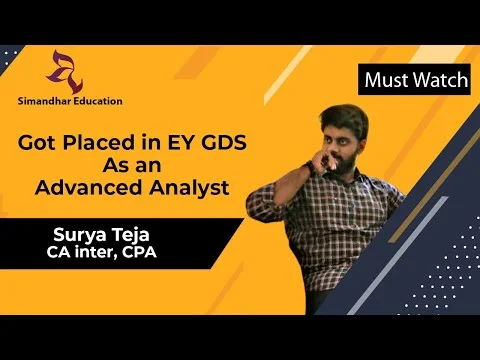 Simandhar Education
Must Watch
Got Placed in EY GDS
As an
Advanced Analyst
Surya Teja
CA inter, CPA